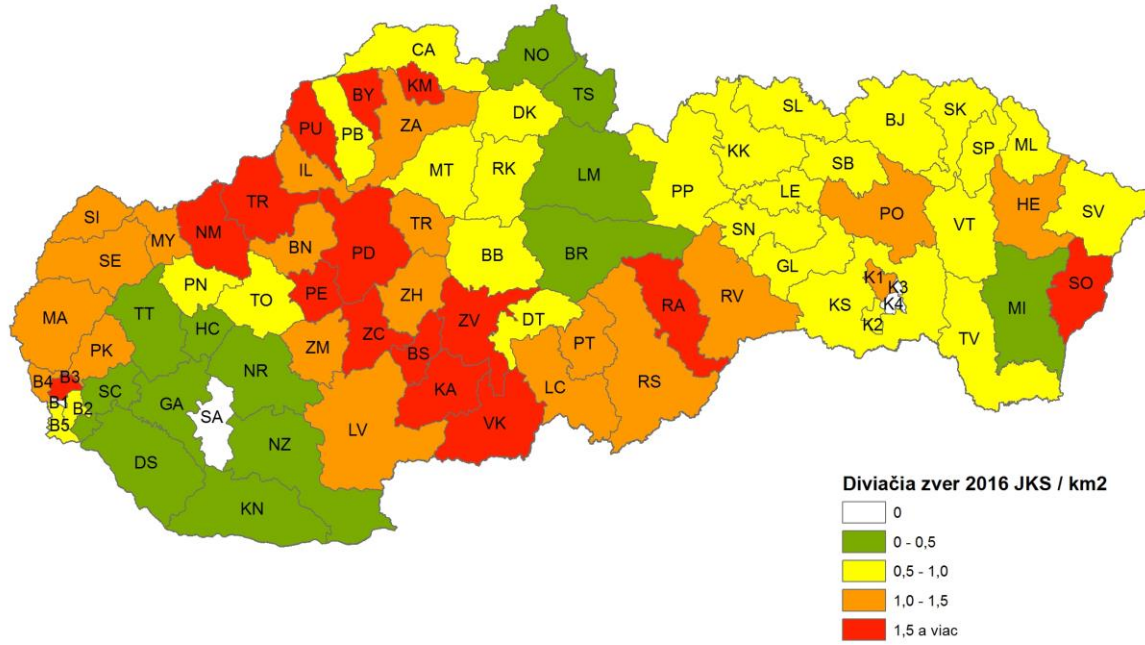 CA
NO
TS
BY
KM
PU
PB
ZA
DK
IL
MT
RK
LM
SL
KK
PP
SB
LE
SN
GL
BJ
SK
SP
ML
PO
VT
HE
SV
SI
MY
SE
NM
TR
BN
PD
TR
BB
BR
RA
RV
KS
K1
K3
K4
K2
MI
SO
TV
MA
PK
PN
TO
PE
ZH
TT
HC
ZM
ZC
BS
ZV
DT
PT
LC
RS
B4
B3
B1
B2
B5
SC
GA
SA
NR
NZ
LV
KA
VK
DS
KN
Diviačia zver 2016 JKS / km2
0
0 - 0,5
0,5 - 1,0
1,0 - 1,5
1,5 a viac